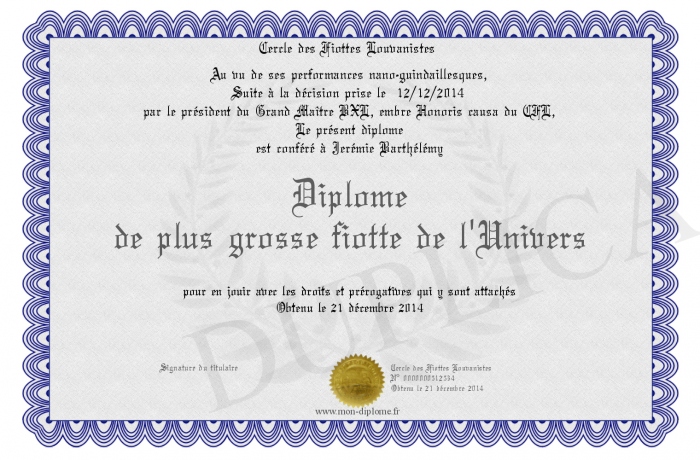 Cercle des Fiottes Louvanistes
Au vu de ses performances nano-guindaillesques,
Suite à la décision prise le 12/12/2014
par le président du Grand Maître BXL, embre Honoris causa du CFL,
Le présent diplome
est conféré à Jerémie Barthélémy
Diplome
de plus grosse fiotte de l'Univers
pour en jouir avec les droits et prérogatives qui y sont attachés
Obtenu le 21 décembre 2014
Signature du titulaire
Cercle des Fiottes Louvanistes
N° 0000000512304
Obtenu le 21 décembre 2014
www.mon-diplome.fr
DUPLICA